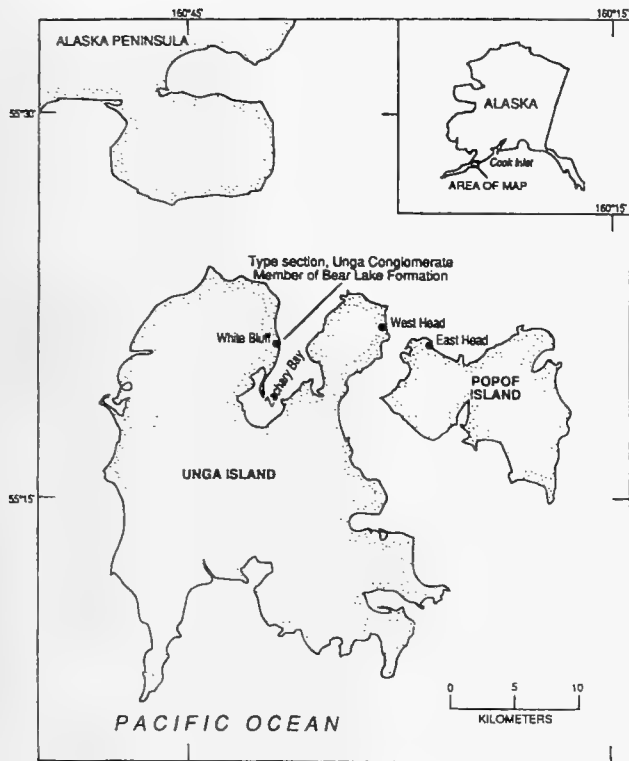 160°45'
160°15'
ALASKA PENINSULA
55°30'
ALASKA
Cook Inlet
AREA OF MAP
160°15'
Type section, Unga Conglomerate
Member of Bear Lake Formation
White Bluff
West Head
East Head
Zachary Bay
POPOF
ISLAND
UNGA ISLAND
55°15'
0 5 10
KILOMETERS
PACIFIC OCEAN